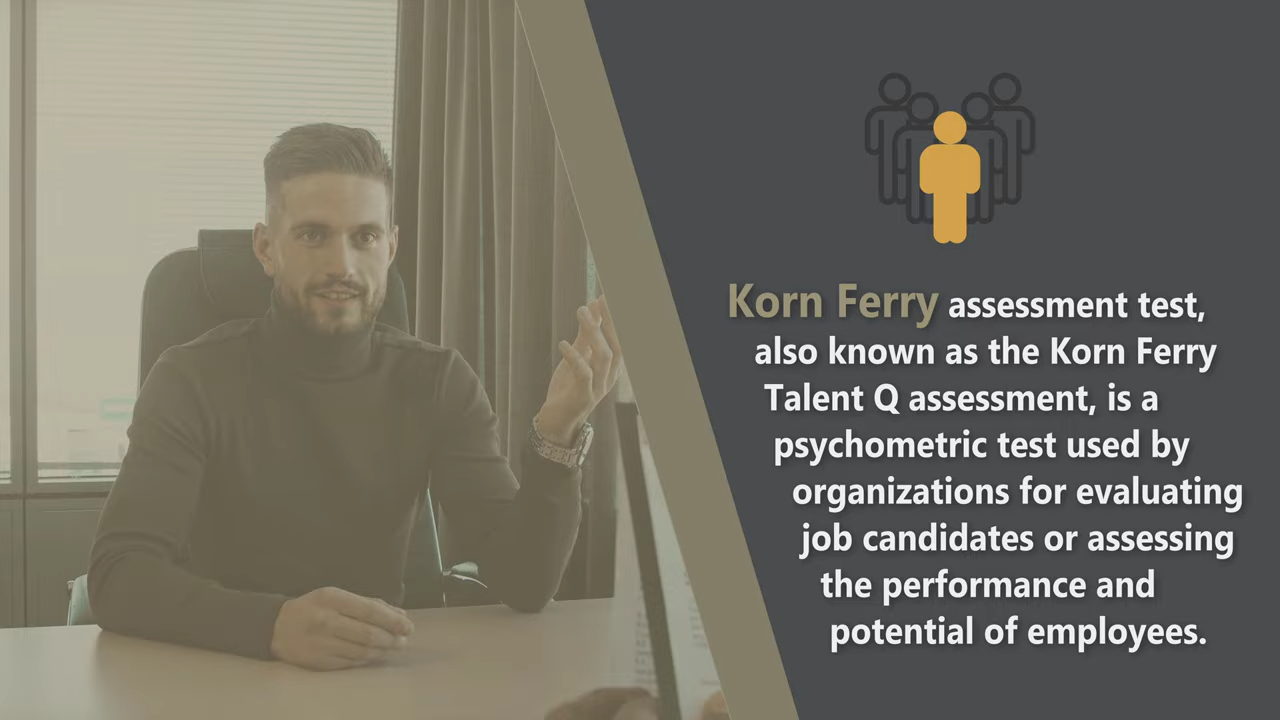 Korn Ferry assessment test,
also known as the Korn Ferry
Talent Q assessment, is a
psychometric test used by
organizations for evaluating
job candidates or assessing
the performance and
potential of employees.